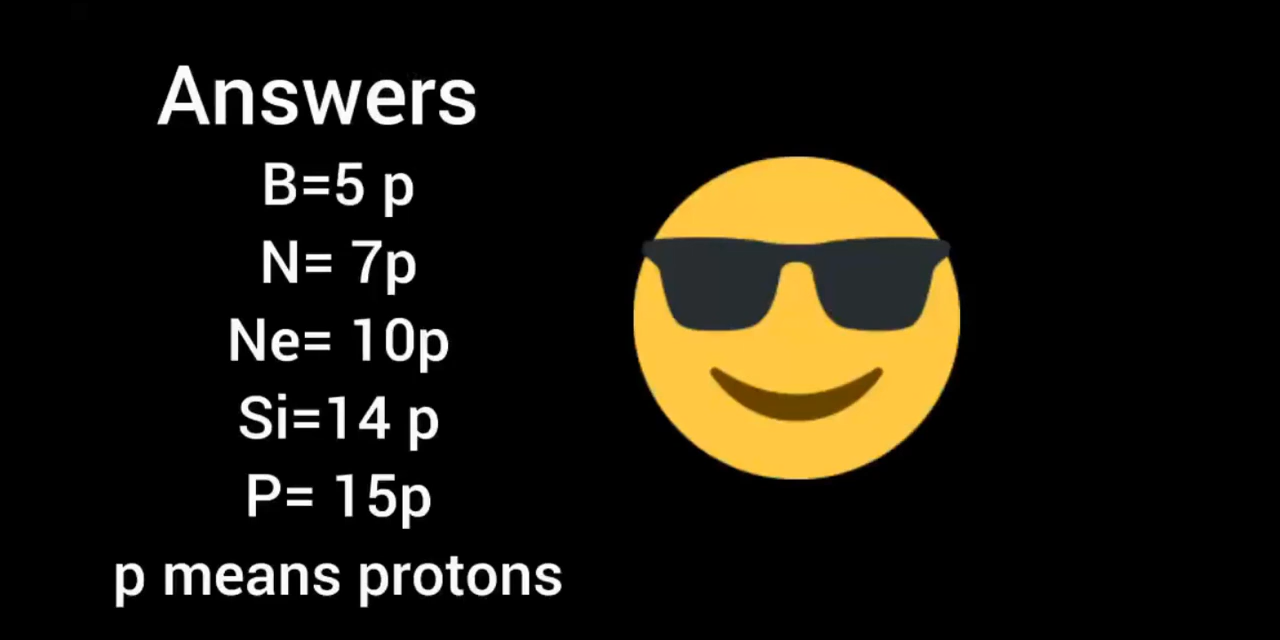 Answers
B=5 p
N= 7p
Ne= 10p
Si=14 p
P= 15p
p means protons